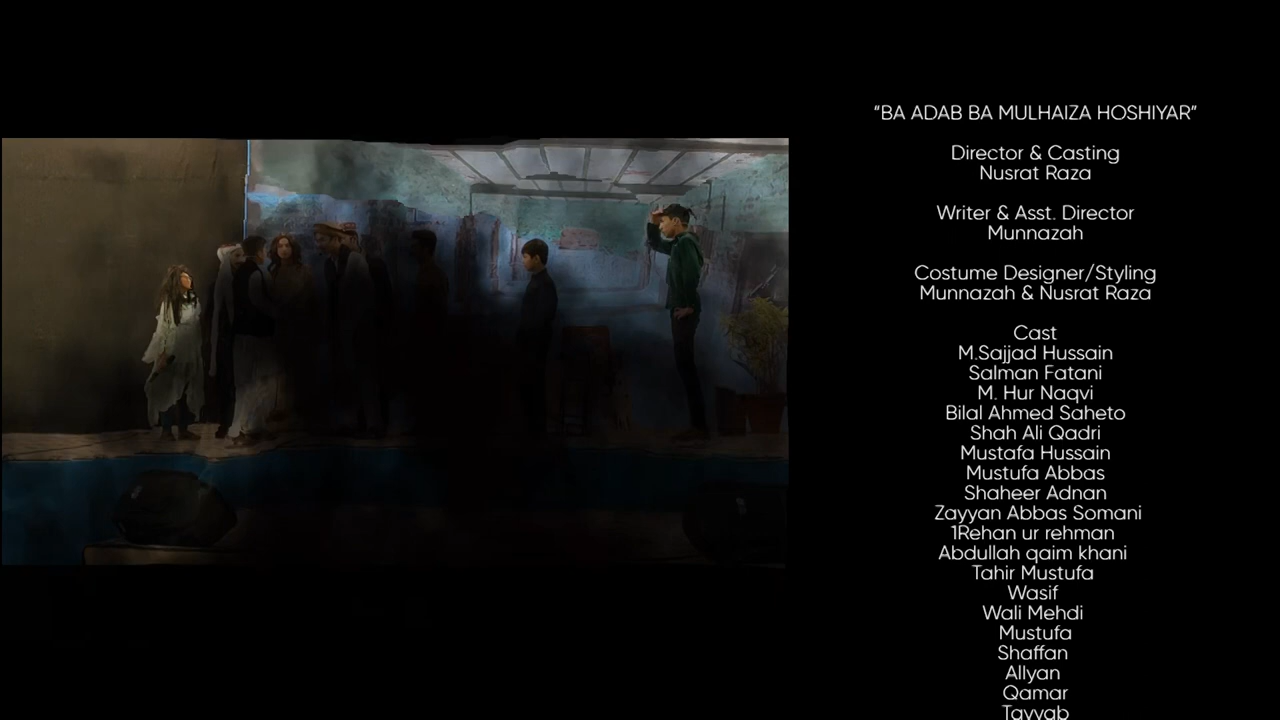 “BA ADAB BA MULHAIZA HOSHIYAR”
Director & Casting
Nusrat Raza
Writer & Asst. Director
Munnazah
Costume Designer/Styling
Munnazah & Nusrat Raza
Cast
M.Sajjad Hussain
Salman Fatani
M. Hur Naqvi
Bilal Ahmed Saheto
Shah Ali Qadri
Mustafa Hussain
Mustufa Abbas
Shaheer Adnan
Zayyan Abbas Somani
1Rehan ur rehman
Abdullah qaim khani
Tahir Mustufa
Wasif
Wali Mehdi
Mustufa
Shaffan
Allyan
Qamar
Tayyab